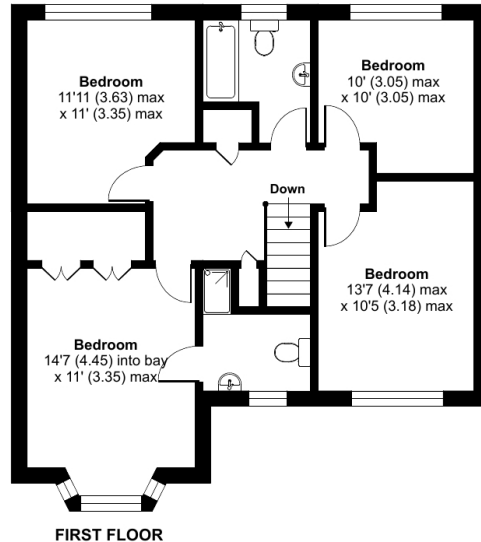 Bedroom
11'11 (3.63) max
x 11' (3.35) max
Bedroom
10' (3.05) max
x 10' (3.05) max
Down
Bedroom
13'7 (4.14) max
x 10'5 (3.18) max
Bedroom
14'7 (4.45) into bay
x 11' (3.35) max
FIRST FLOOR